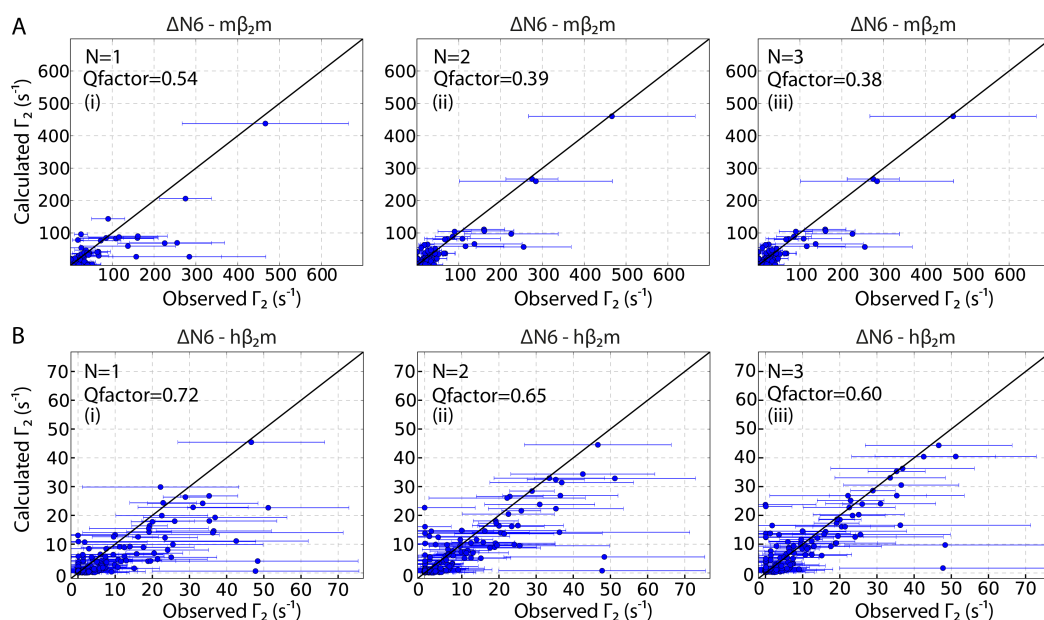 A
ΔN6 - mβ₂m
N=1
Qfactor=0.54
(i)
600
500
400
300
200
100
Calculated Γ₂ (s⁻¹)
100 200 300 400 500 600
Observed Γ₂ (s⁻¹)
ΔN6 - mβ₂m
N=2
Qfactor=0.39
(ii)
600
500
400
300
200
100
100 200 300 400 500 600
Observed Γ₂ (s⁻¹)
ΔN6 - mβ₂m
N=3
Qfactor=0.38
(iii)
600
500
400
300
200
100
100 200 300 400 500 600
Observed Γ₂ (s⁻¹)
B
ΔN6 - hβ₂m
N=1
Qfactor=0.72
(i)
70
60
50
40
30
20
10
0
Calculated Γ₂ (s⁻¹)
0 10 20 30 40 50 60 70
Observed Γ₂ (s⁻¹)
ΔN6 - hβ₂m
N=2
Qfactor=0.65
(ii)
70
60
50
40
30
20
10
0
0 10 20 30 40 50 60 70
Observed Γ₂ (s⁻¹)
ΔN6 - hβ₂m
N=3
Qfactor=0.60
(iii)
70
60
50
40
30
20
10
0
0 10 20 30 40 50 60 70
Observed Γ₂ (s⁻¹)